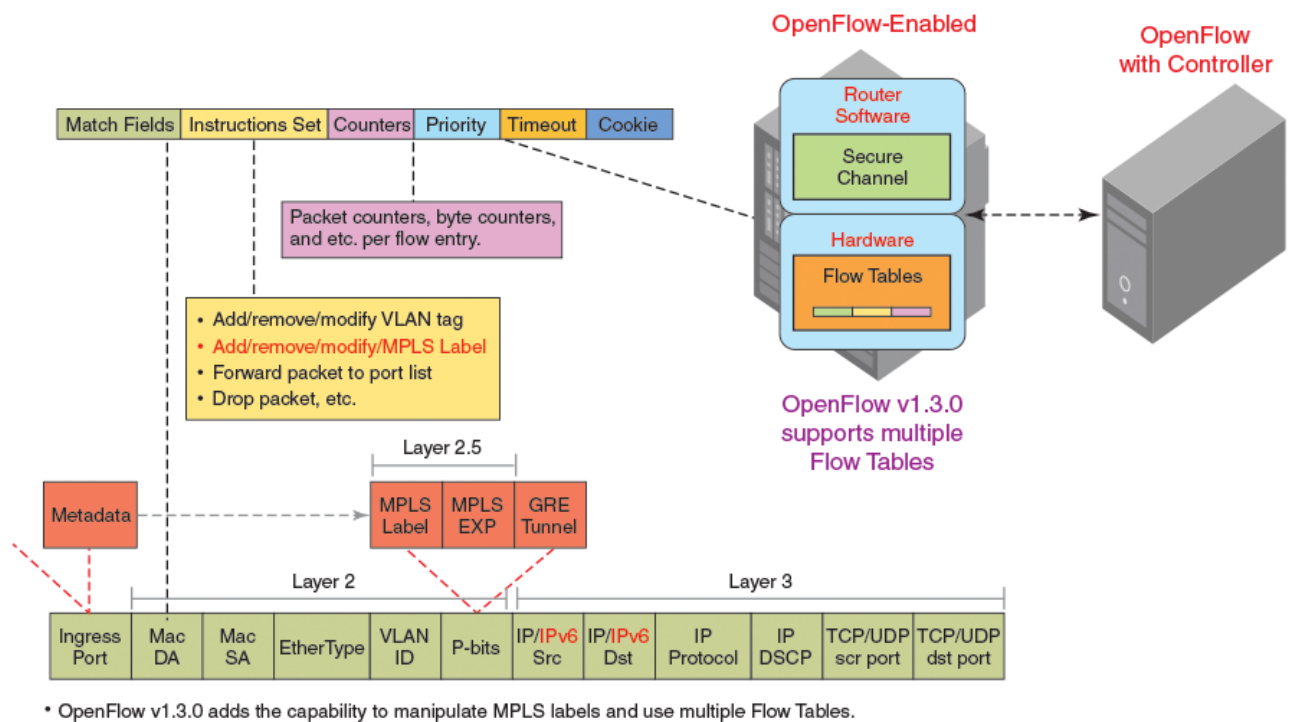 OpenFlow-Enabled
OpenFlow
with Controller
Match Fields
Instructions Set
Counters
Priority
Timeout
Cookie
Router
Software
Secure
Channel
Packet counters, byte counters,
and etc. per flow entry.
Hardware
Flow Tables
• Add/remove/modify VLAN tag
• Add/remove/modify/MPLS Label
• Forward packet to port list
• Drop packet, etc.
OpenFlow v1.3.0
supports multiple
Flow Tables
Layer 2.5
Metadata
MPLS
Label
MPLS
EXP
GRE
Tunnel
Layer 2
Layer 3
Ingress
Port
Mac
DA
Mac
SA
EtherType
VLAN
ID
P-bits
IP/IPv6
Src
IP/IPv6
Dst
IP
Protocol
IP
DSCP
TCP/UDP
scr port
TCP/UDP
dst port
• OpenFlow v1.3.0 adds the capability to manipulate MPLS labels and use multiple Flow Tables.